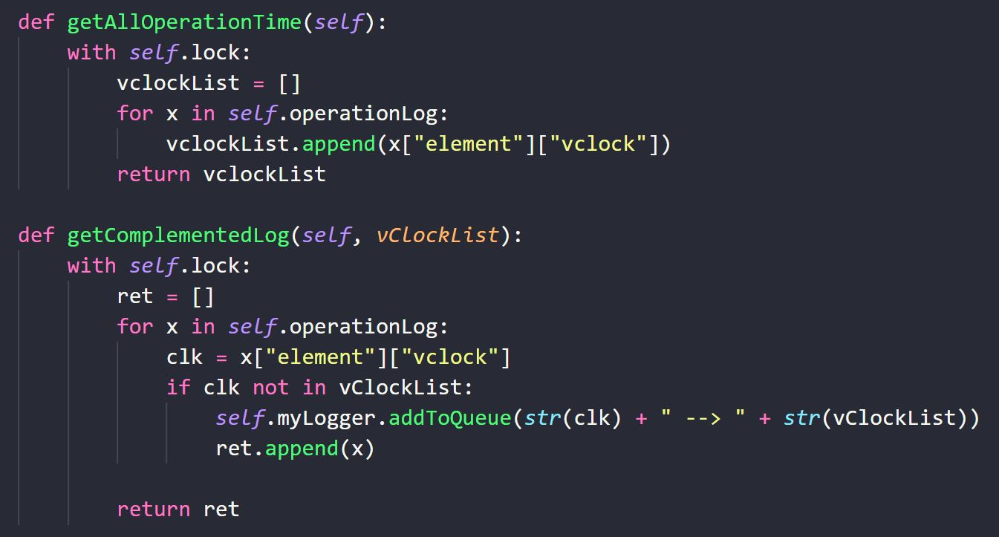 def getAllOperationTime(self):
    with self.lock:
        vclockList = []
        for x in self.operationLog:
            vclockList.append(x["element"]["vclock"])
        return vclockList

def getComplementedLog(self, vClockList):
    with self.lock:
        ret = []
        for x in self.operationLog:
            clk = x["element"]["vclock"]
            if clk not in vClockList:
                self.myLogger.addToQueue(str(clk) + " --> " + str(vClockList))
                ret.append(x)

        return ret